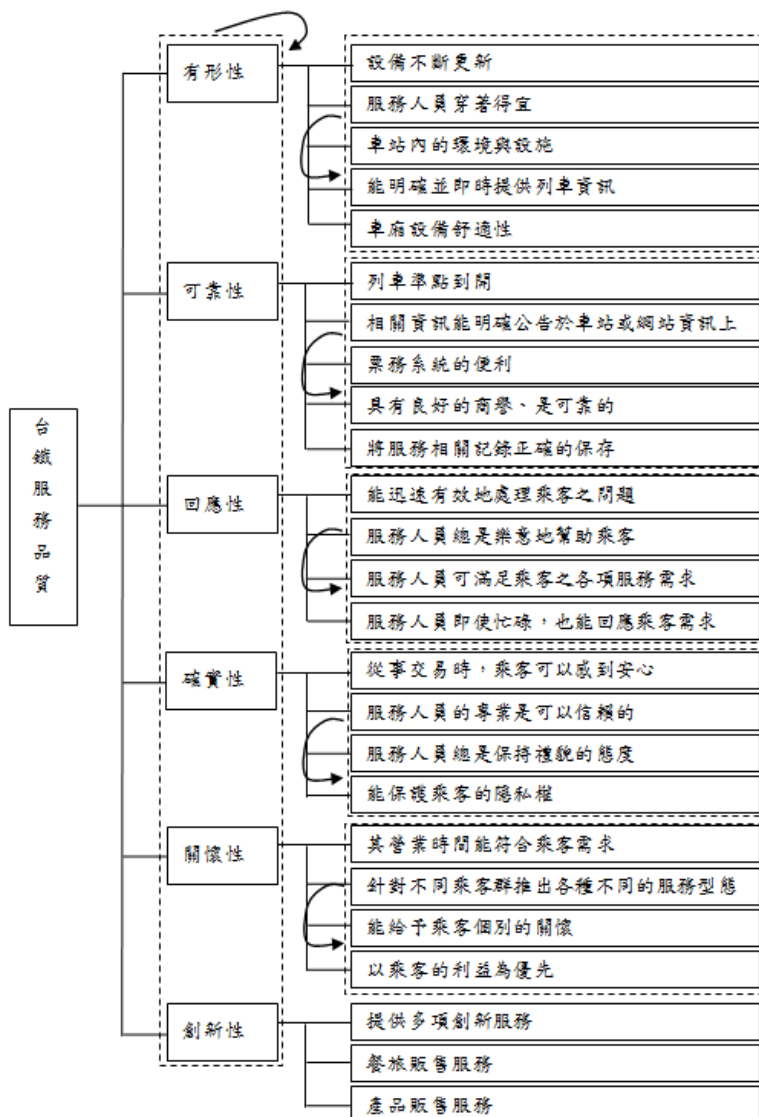 台鐵服務品質
有形性
設備不斷更新
服務人員穿著得宜
車站內的環境與設施
能明確並即時提供列車資訊
車廂設備舒適性
可靠性
列車準點到開
相關資訊能明確公告於車站或網站資訊上
票務系統的便利
具有良好的商譽、是可靠的
將服務相關記錄正確的保存
回應性
能迅速有效地處理乘客之問題
服務人員總是樂意地幫助乘客
服務人員可滿足乘客之各項服務需求
服務人員即使忙碌，也能回應乘客需求
確實性
從事交易時，乘客可以感到安心
服務人員的專業是可以信賴的
服務人員總是保持禮貌的態度
能保護乘客的隱私權
關懷性
其營業時間能符合乘客需求
針對不同乘客群推出各種不同的服務型態
能給予乘客個別的關懷
以乘客的利益為優先
創新性
提供多項創新服務
餐旅販售服務
產品販售服務